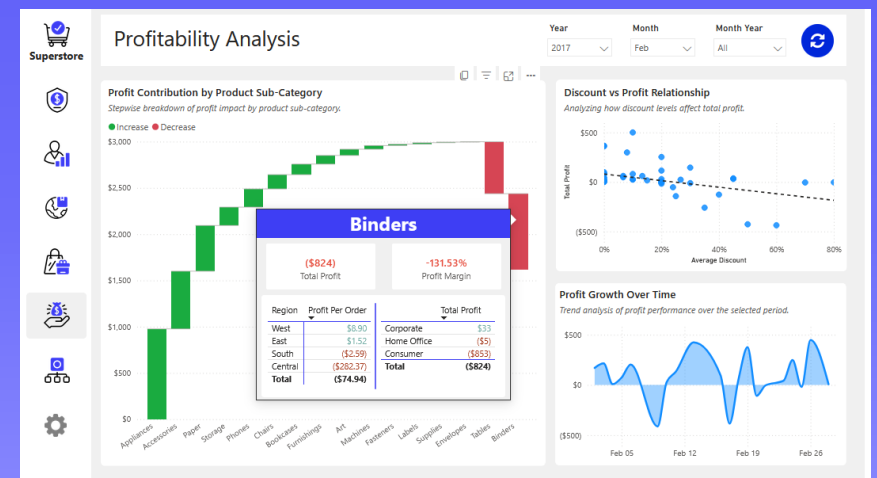 Superstore
Profitability Analysis
Year
2017
Month
Feb
Month Year
All
Profit Contribution by Product Sub-Category
Stepwise breakdown of profit impact by product sub-category.
Increase Decrease
$3,000
$2,500
$2,000
$1,500
$1,000
$500
$0
Appliances
Accessories
Paper
Storage
Phones
Chairs
Bookcases
Furnishings
Art
Machines
Fasteners
Labels
Supplies
Envelopes
Tables
Binders
Binders
($824)
Total Profit
-131.53%
Profit Margin
Region Profit Per Order
West $8.90
East $1.52
South ($2.59)
Central ($282.37)
Total ($74.94)
Total Profit
Corporate $33
Home Office ($5)
Consumer ($853)
Total ($824)
Discount vs Profit Relationship
Analyzing how discount levels affect total profit.
Total Profit
$500
$0
($500)
0% 20% 40% 60% 80%
Average Discount
Profit Growth Over Time
Trend analysis of profit performance over the selected period.
$500
$0
($500)
Feb 05 Feb 12 Feb 19 Feb 26